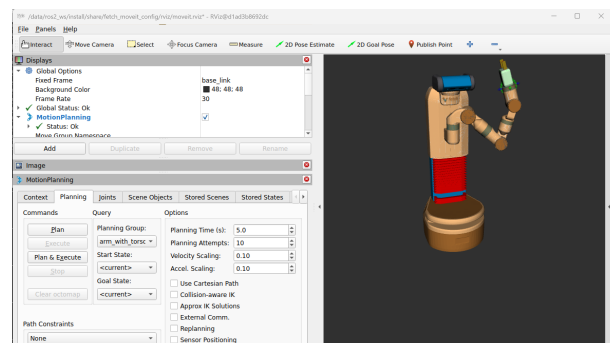 /data/ros2_ws/install/share/fetch_moveit_config/rviz/moveit.rviz* - RViz@d1ad3b8692dc
File Panels Help
Interact Move Camera Select Focus Camera Measure 2D Pose Estimate 2D Goal Pose Publish Point
Displays
Global Options
Fixed Frame base_link
Background Color 48; 48; 48
Frame Rate 30
Global Status: Ok
MotionPlanning
Status: Ok
Move Group Namespace
Add Duplicate Remove Rename
Image
MotionPlanning
Context Planning Joints Scene Objects Stored Scenes Stored States
Commands Query Options
Plan Planning Group: Planning Time (s): 5.0
Execute arm_with_torsc Planning Attempts: 10
Plan & Execute Start State: Velocity Scaling: 0.10
Stop <current> Accel. Scaling: 0.10
Goal State: Use Cartesian Path
Clear octomap <current> Collision-aware IK
Approx IK Solutions
External Comm.
Path Constraints Replanning
None Sensor Positioning